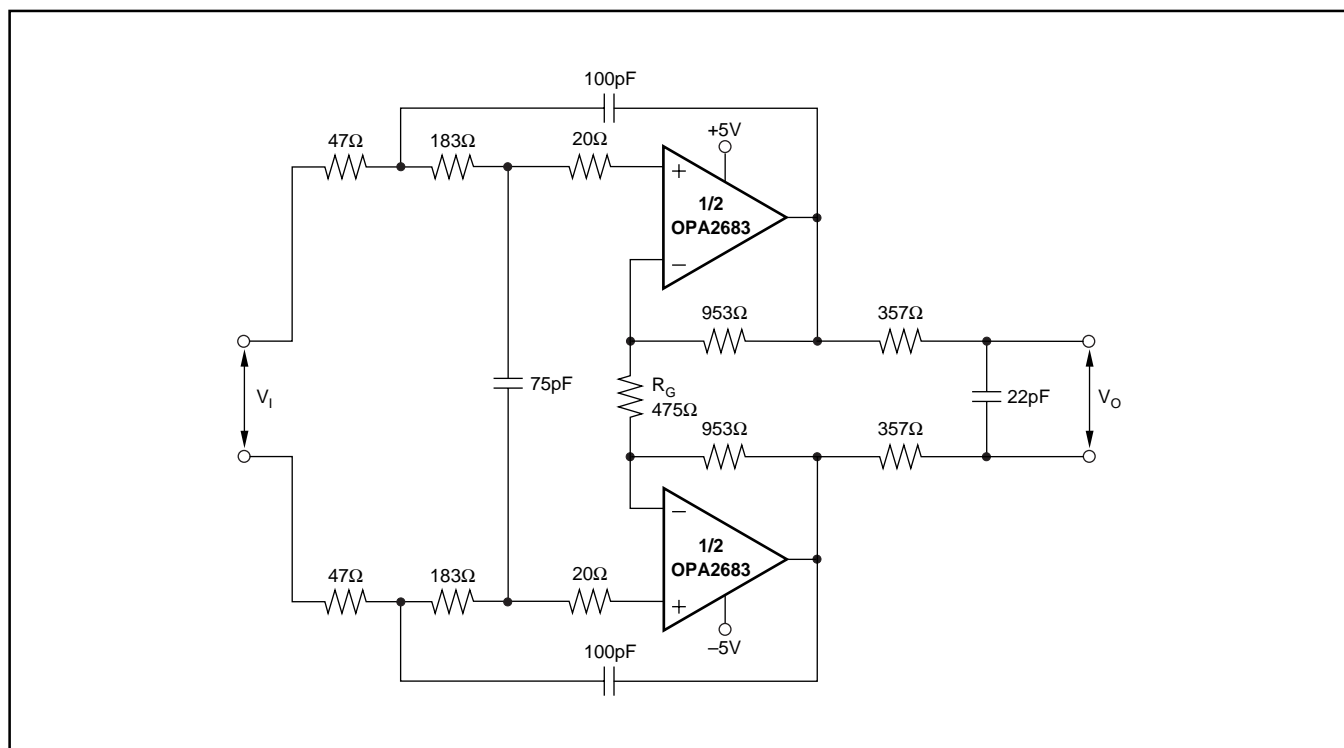 100pF
47Ω
183Ω
20Ω
+5V
+
1/2
OPA2683
−
953Ω
357Ω
V_I
75pF
R_G
475Ω
22pF
V_O
953Ω
357Ω
−
1/2
OPA2683
47Ω
183Ω
20Ω
+
–5V
100pF